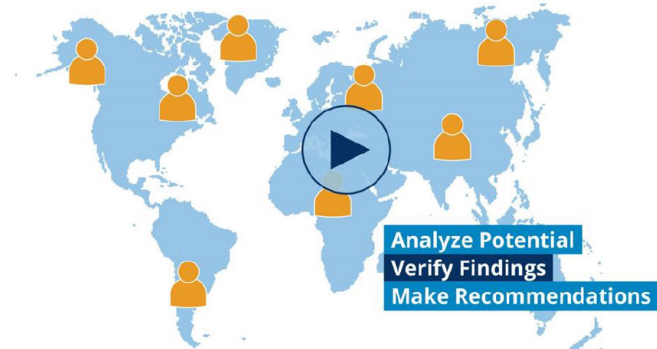 Analyze Potential
Verify Findings
Make Recommendations